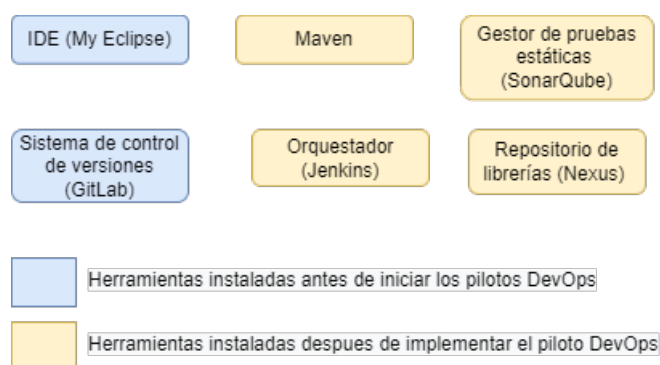 IDE (My Eclipse)
Maven
Gestor de pruebas
estáticas
(SonarQube)
Sistema de control
de versiones
(GitLab)
Orquestador
(Jenkins)
Repositorio de
librerías (Nexus)
Herramientas instaladas antes de iniciar los pilotos DevOps
Herramientas instaladas despues de implementar el piloto DevOps